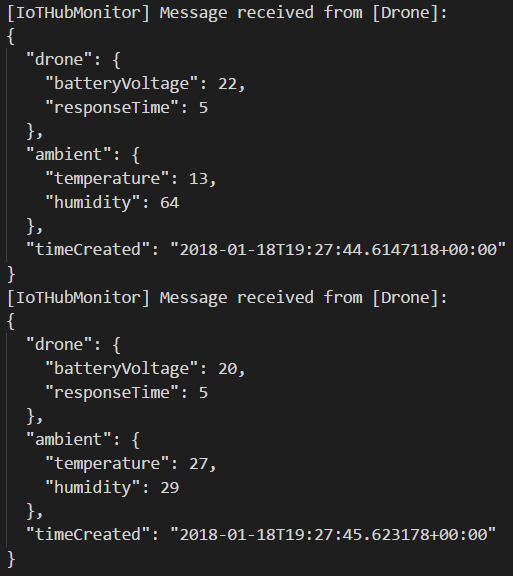 [IoTHubMonitor] Message received from [Drone]:
{
  "drone": {
    "batteryVoltage": 22,
    "responseTime": 5
  },
  "ambient": {
    "temperature": 13,
    "humidity": 64
  },
  "timeCreated": "2018-01-18T19:27:44.6147118+00:00"
}
[IoTHubMonitor] Message received from [Drone]:
{
  "drone": {
    "batteryVoltage": 20,
    "responseTime": 5
  },
  "ambient": {
    "temperature": 27,
    "humidity": 29
  },
  "timeCreated": "2018-01-18T19:27:45.623178+00:00"
}